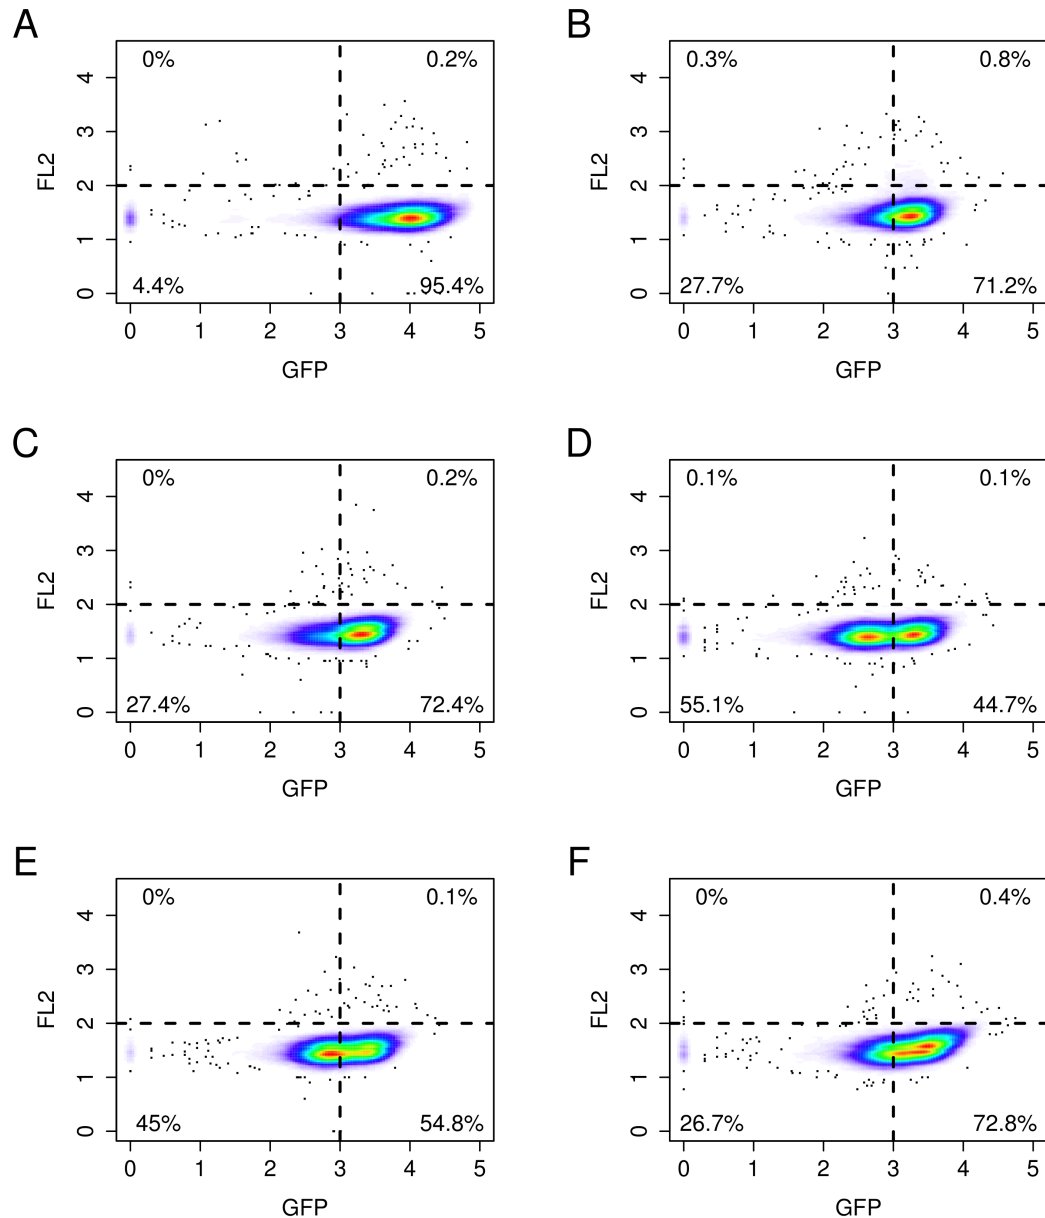 A
B
0% 0.2%
0.3% 0.8%
4.4% 95.4%
27.7% 71.2%
FL2
0 1 2 3 4
0 1 2 3 4 5
GFP
FL2
0 1 2 3 4
0 1 2 3 4 5
GFP
C
D
0% 0.2%
0.1% 0.1%
27.4% 72.4%
55.1% 44.7%
FL2
0 1 2 3 4
0 1 2 3 4 5
GFP
FL2
0 1 2 3 4
0 1 2 3 4 5
GFP
E
F
0% 0.1%
0% 0.4%
45% 54.8%
26.7% 72.8%
FL2
0 1 2 3 4
0 1 2 3 4 5
GFP
FL2
0 1 2 3 4
0 1 2 3 4 5
GFP